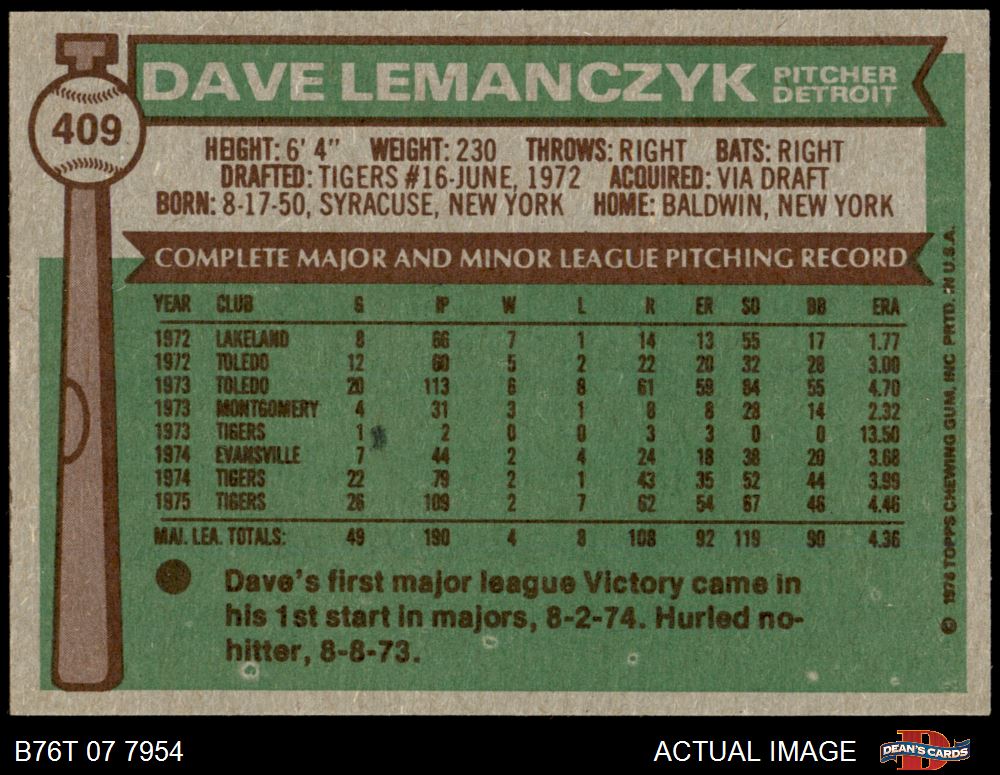 DAVE LEMANCZYK PITCHER DETROIT
409
HEIGHT: 6' 4" WEIGHT: 230 THROWS: RIGHT BATS: RIGHT
DRAFTED: TIGERS #16-JUNE, 1972 ACQUIRED: VIA DRAFT
BORN: 8-17-50, SYRACUSE, NEW YORK HOME: BALDWIN, NEW YORK
COMPLETE MAJOR AND MINOR LEAGUE PITCHING RECORD
YEAR CLUB G IP W L R ER SO BB ERA
1972 LAKELAND 8 66 7 1 14 13 55 17 1.77
1972 TOLEDO 12 60 5 2 22 20 32 28 3.00
1973 TOLEDO 20 113 6 8 61 59 84 55 4.70
1973 MONTGOMERY 4 31 3 1 8 8 28 14 2.32
1973 TIGERS 1 2 0 0 3 3 0 0 13.50
1974 EVANSVILLE 7 44 2 4 24 18 38 29 3.68
1974 TIGERS 22 79 2 1 43 35 52 44 3.99
1975 TIGERS 26 109 2 7 62 54 67 46 4.46
MAJ. LEA. TOTALS: 49 190 4 8 108 92 119 90 4.36
Dave's first major league Victory came in
his 1st start in majors, 8-2-74. Hurled no-
hitter, 8-8-73.
© 1976 TOPPS CHEWING GUM, INC PRTD. IN U.S.A.
B76T 07 7954 ACTUAL IMAGE DEAN'S CARDS